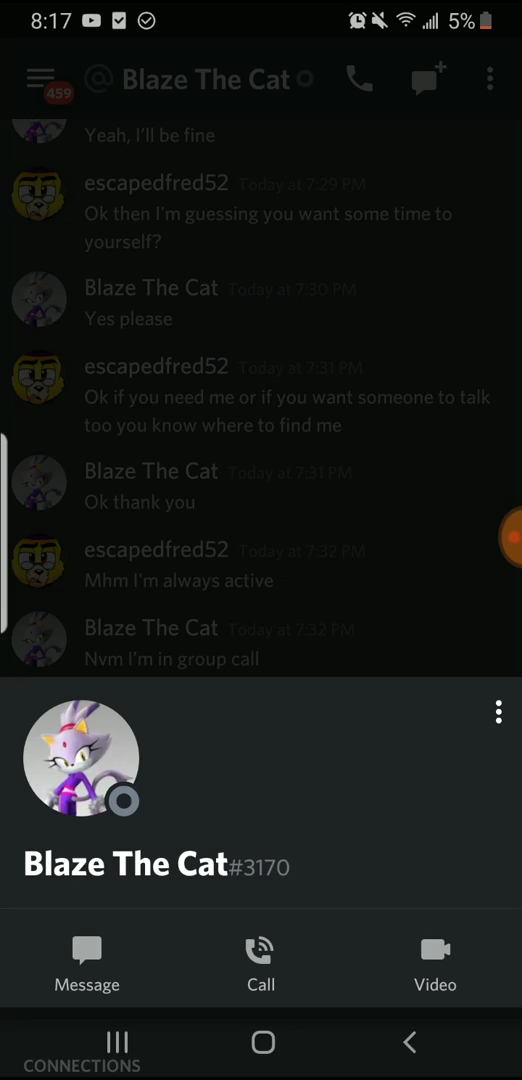 8:17 5%
459 @ Blaze The Cat
Yeah, I'll be fine
escapedfred52 Today at 7:29 PM
Ok then I'm guessing you want some time to
yourself?
Blaze The Cat Today at 7:30 PM
Yes please
escapedfred52 Today at 7:31 PM
Ok if you need me or if you want someone to talk
too you know where to find me
Blaze The Cat Today at 7:31 PM
Ok thank you
escapedfred52 Today at 7:32 PM
Mhm I'm always active
Blaze The Cat Today at 7:32 PM
Nvm I'm in group call
Blaze The Cat#3170
Message Call Video
CONNECTIONS